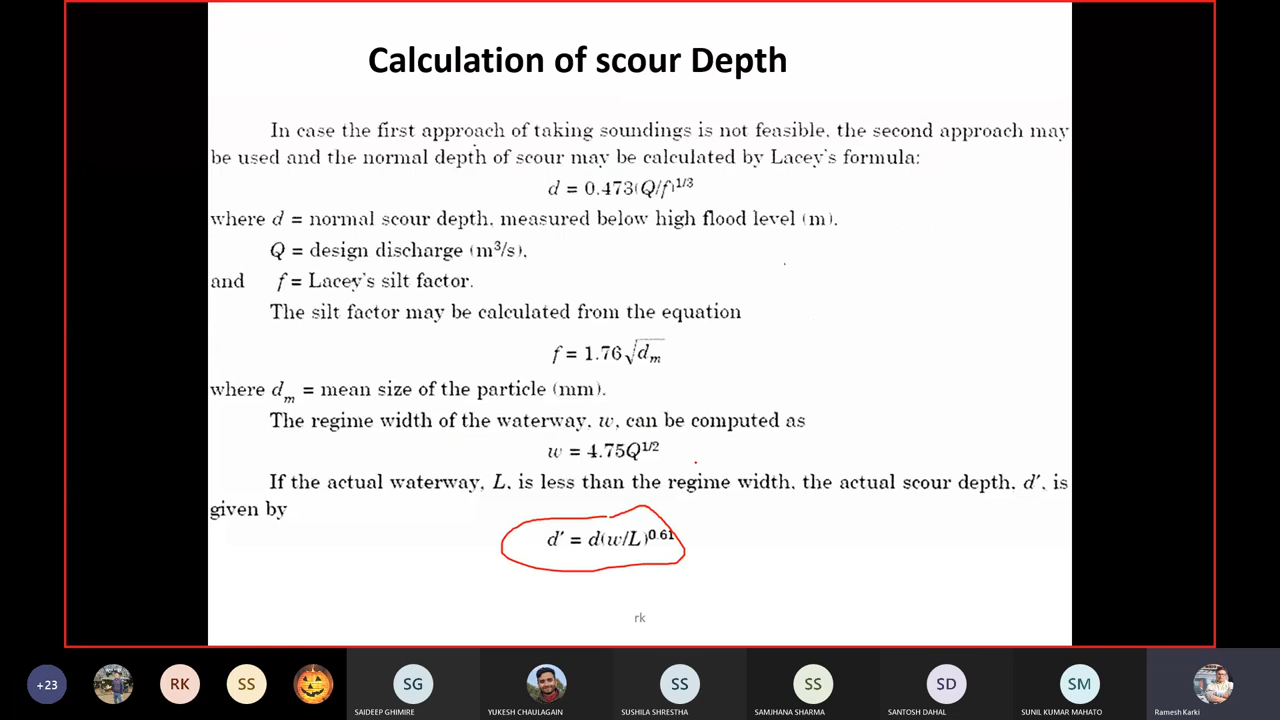 Calculation of scour Depth
In case the first approach of taking soundings is not feasible, the second approach may
be used and the normal depth of scour may be calculated by Lacey's formula:
d = 0.473(Q/f)^1/3
where d = normal scour depth, measured below high flood level (m).
Q = design discharge (m³/s),
and f = Lacey's silt factor.
The silt factor may be calculated from the equation
f = 1.76√d_m
where d_m = mean size of the particle (mm).
The regime width of the waterway, w, can be computed as
w = 4.75Q^1/2
If the actual waterway, L, is less than the regime width, the actual scour depth, d′, is
given by
d′ = d(w/L)^0.61
rk
+23
RK
SS
SG
SS
SS
SD
SM
SAIDEEP GHIMIRE
YUKESH CHAULAGAIN
SUSHILA SHRESTHA
SAMJHANA SHARMA
SANTOSH DAHAL
SUNIL KUMAR MAHATO
Ramesh Karki